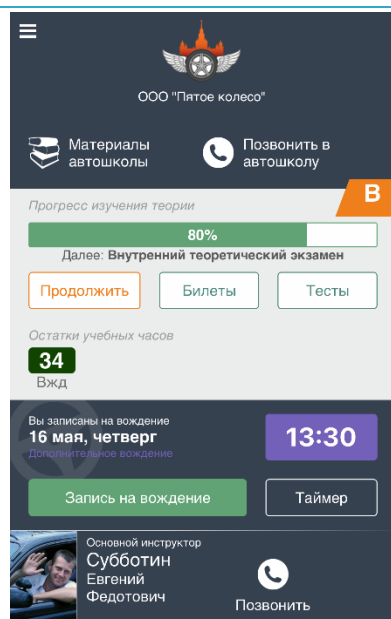 ООО "Пятое колесо"
Материалы
автошколы
Позвонить в
автошколу
B
Прогресс изучения теории
80%
Далее: Внутренний теоретический экзамен
Продолжить
Билеты
Тесты
Остатки учебных часов
34
Вжд
Вы записаны на вождение
16 мая, четверг
Дополнительное вождение
13:30
Запись на вождение
Таймер
Основной инструктор
Субботин
Евгений
Федотович
Позвонить